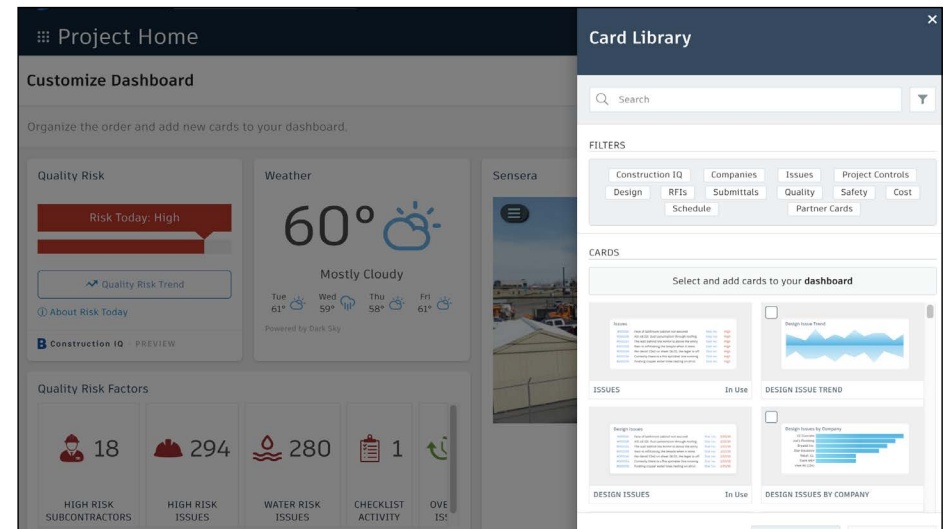 Project Home
Customize Dashboard
Organize the order and add new cards to your dashboard.
Quality Risk
Risk Today: High
Quality Risk Trend
About Risk Today
Construction IQ PREVIEW
Weather
60°
Mostly Cloudy
Tue Wed Thu Fri
61° 59° 58° 61°
Powered by Dark Sky
Sensera
Quality Risk Factors
18
HIGH RISK
SUBCONTRACTORS
294
HIGH RISK
ISSUES
280
WATER RISK
ISSUES
1
CHECKLIST
ACTIVITY
Card Library
Search
FILTERS
Construction IQ Companies Issues Project Controls
Design RFIs Submittals Quality Safety Cost
Schedule Partner Cards
CARDS
Select and add cards to your dashboard
Issues
ISSUES In Use
Design Issue Trend
DESIGN ISSUE TREND
Design Issues
DESIGN ISSUES In Use
Design Issues by Company
DESIGN ISSUES BY COMPANY